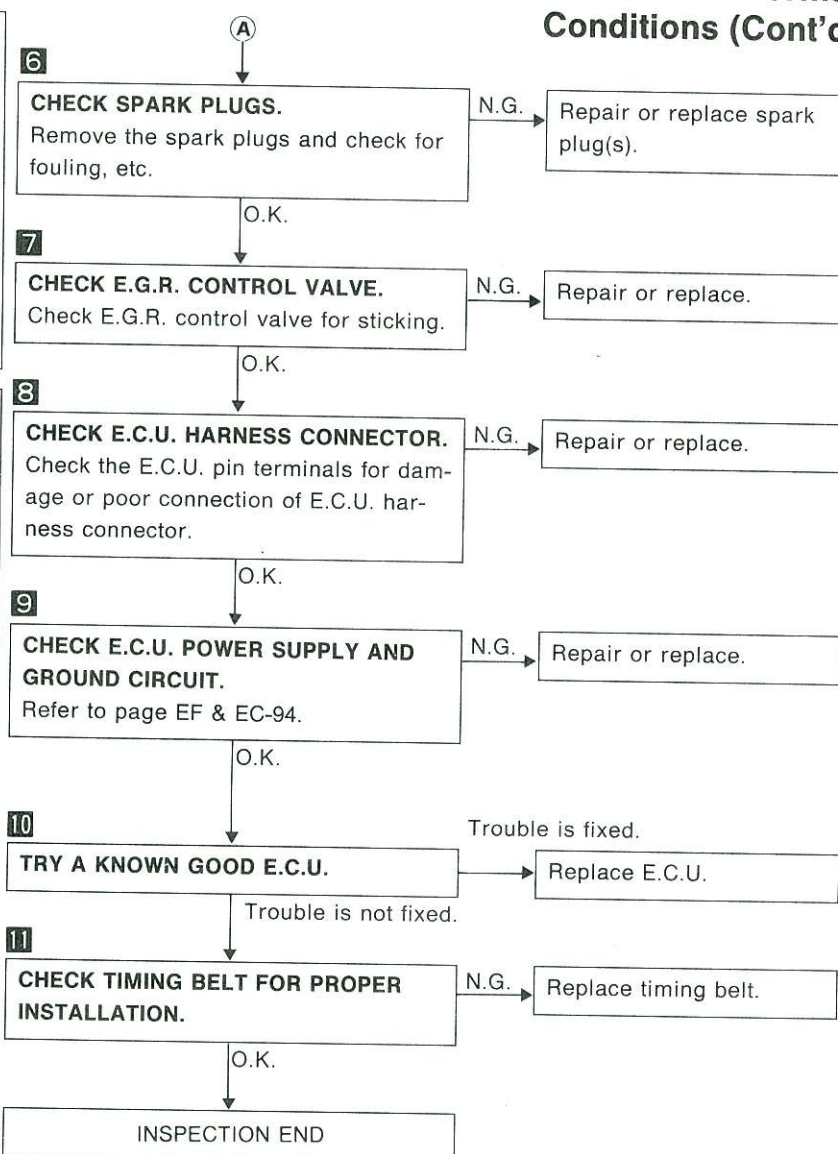 Conditions (Cont'd
A
6
CHECK SPARK PLUGS.
Remove the spark plugs and check for
fouling, etc.
N.G.
Repair or replace spark
plug(s).
O.K.
7
CHECK E.G.R. CONTROL VALVE.
Check E.G.R. control valve for sticking.
N.G.
Repair or replace.
O.K.
8
CHECK E.C.U. HARNESS CONNECTOR.
Check the E.C.U. pin terminals for dam-
age or poor connection of E.C.U. har-
ness connector.
N.G.
Repair or replace.
O.K.
9
CHECK E.C.U. POWER SUPPLY AND
GROUND CIRCUIT.
Refer to page EF & EC-94.
N.G.
Repair or replace.
O.K.
10
TRY A KNOWN GOOD E.C.U.
Trouble is fixed.
Replace E.C.U.
Trouble is not fixed.
11
CHECK TIMING BELT FOR PROPER
INSTALLATION.
N.G.
Replace timing belt.
O.K.
INSPECTION END